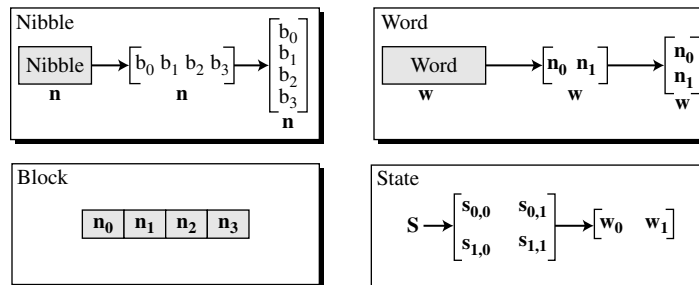 Nibble
Nibble
n
b₀ b₁ b₂ b₃
n
b₀
b₁
b₂
b₃
n
Word
Word
w
n₀ n₁
w
n₀
n₁
w
Block
n₀ n₁ n₂ n₃
State
S
s₀,₀ s₀,₁
s₁,₀ s₁,₁
w₀ w₁